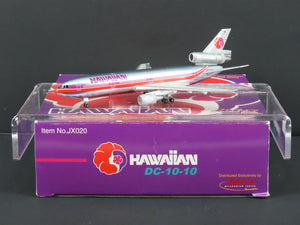 HAWAIIAN
Item No.JX020
HAWAIIAN
DC-10-10
Distributed Exclusively by